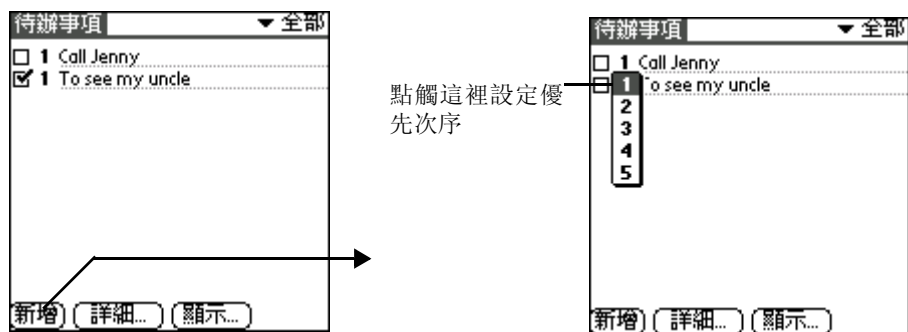 待辦事項 ▼ 全部
1 Call Jenny
1 To see my uncle
新增 詳細... 顯示...
點觸這裡設定優
先次序
待辦事項 ▼ 全部
1 Call Jenny
1 o see my uncle
2
3
4
5
新增 詳細... 顯示...